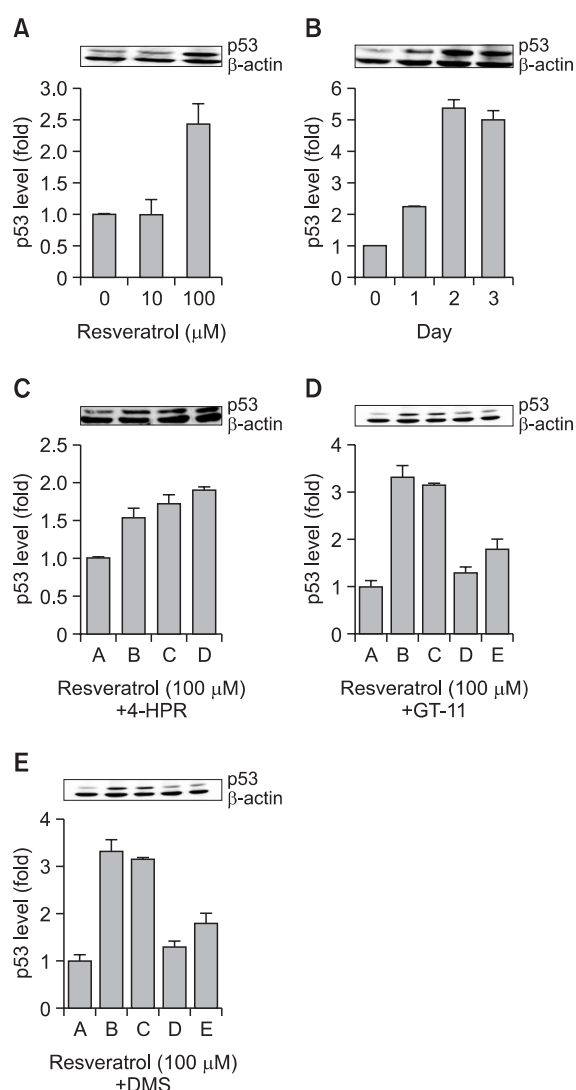 A
p53
β-actin
p53 level (fold)
3.0
2.5
2.0
1.5
1.0
0.5
0
0 10 100
Resveratrol (μM)
B
p53
β-actin
p53 level (fold)
6
5
4
3
2
1
0
0 1 2 3
Day
C
p53
β-actin
p53 level (fold)
2.5
2.0
1.5
1.0
0.5
0
A B C D
Resveratrol (100 μM)
+4-HPR
D
p53
β-actin
p53 level (fold)
4
3
2
1
0
A B C D E
Resveratrol (100 μM)
+GT-11
E
p53
β-actin
p53 level (fold)
4
3
2
1
0
A B C D E
Resveratrol (100 μM)
+DMS